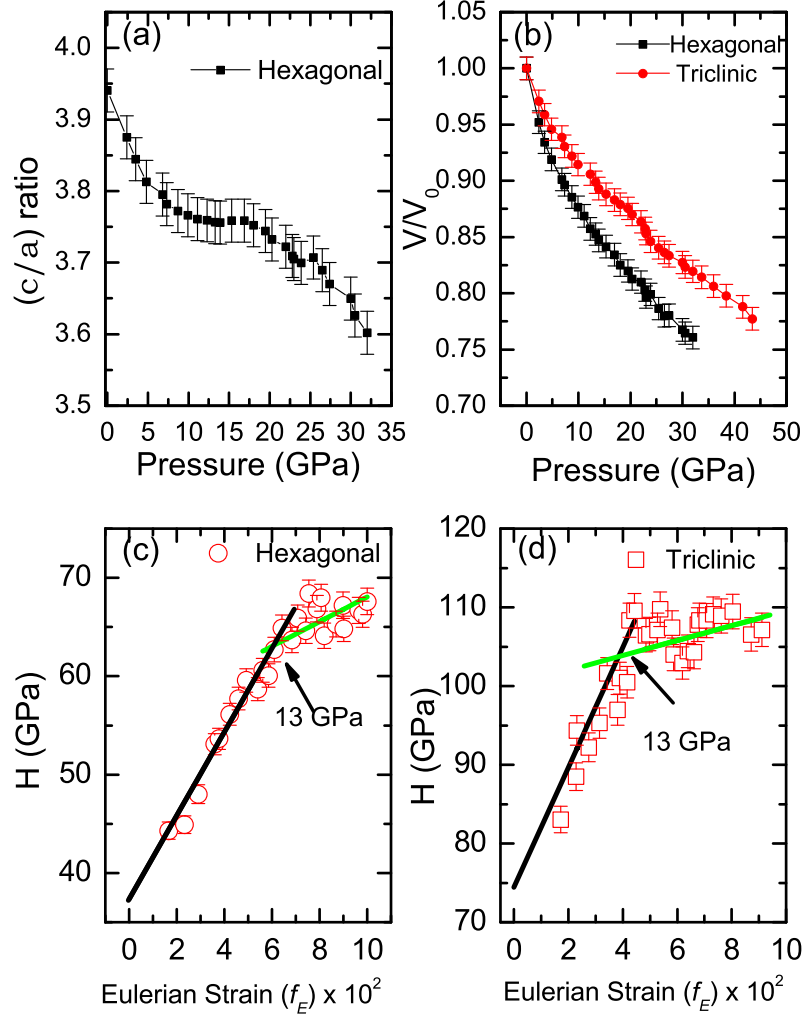 (a)
Hexagonal
4.0
3.9
3.8
3.7
3.6
3.5
(c/a) ratio
0 5 10 15 20 25 30 35
Pressure (GPa)
(b)
Hexagonal
Triclinic
1.05
1.00
0.95
0.90
0.85
0.80
0.75
0.70
V/V0
0 10 20 30 40 50
Pressure (GPa)
(c)
Hexagonal
70
60
50
40
H (GPa)
13 GPa
0 2 4 6 8 10
Eulerian Strain (fE) x 10²
(d)
Triclinic
120
110
100
90
80
70
H (GPa)
13 GPa
0 2 4 6 8 10
Eulerian Strain (fE) x 10²